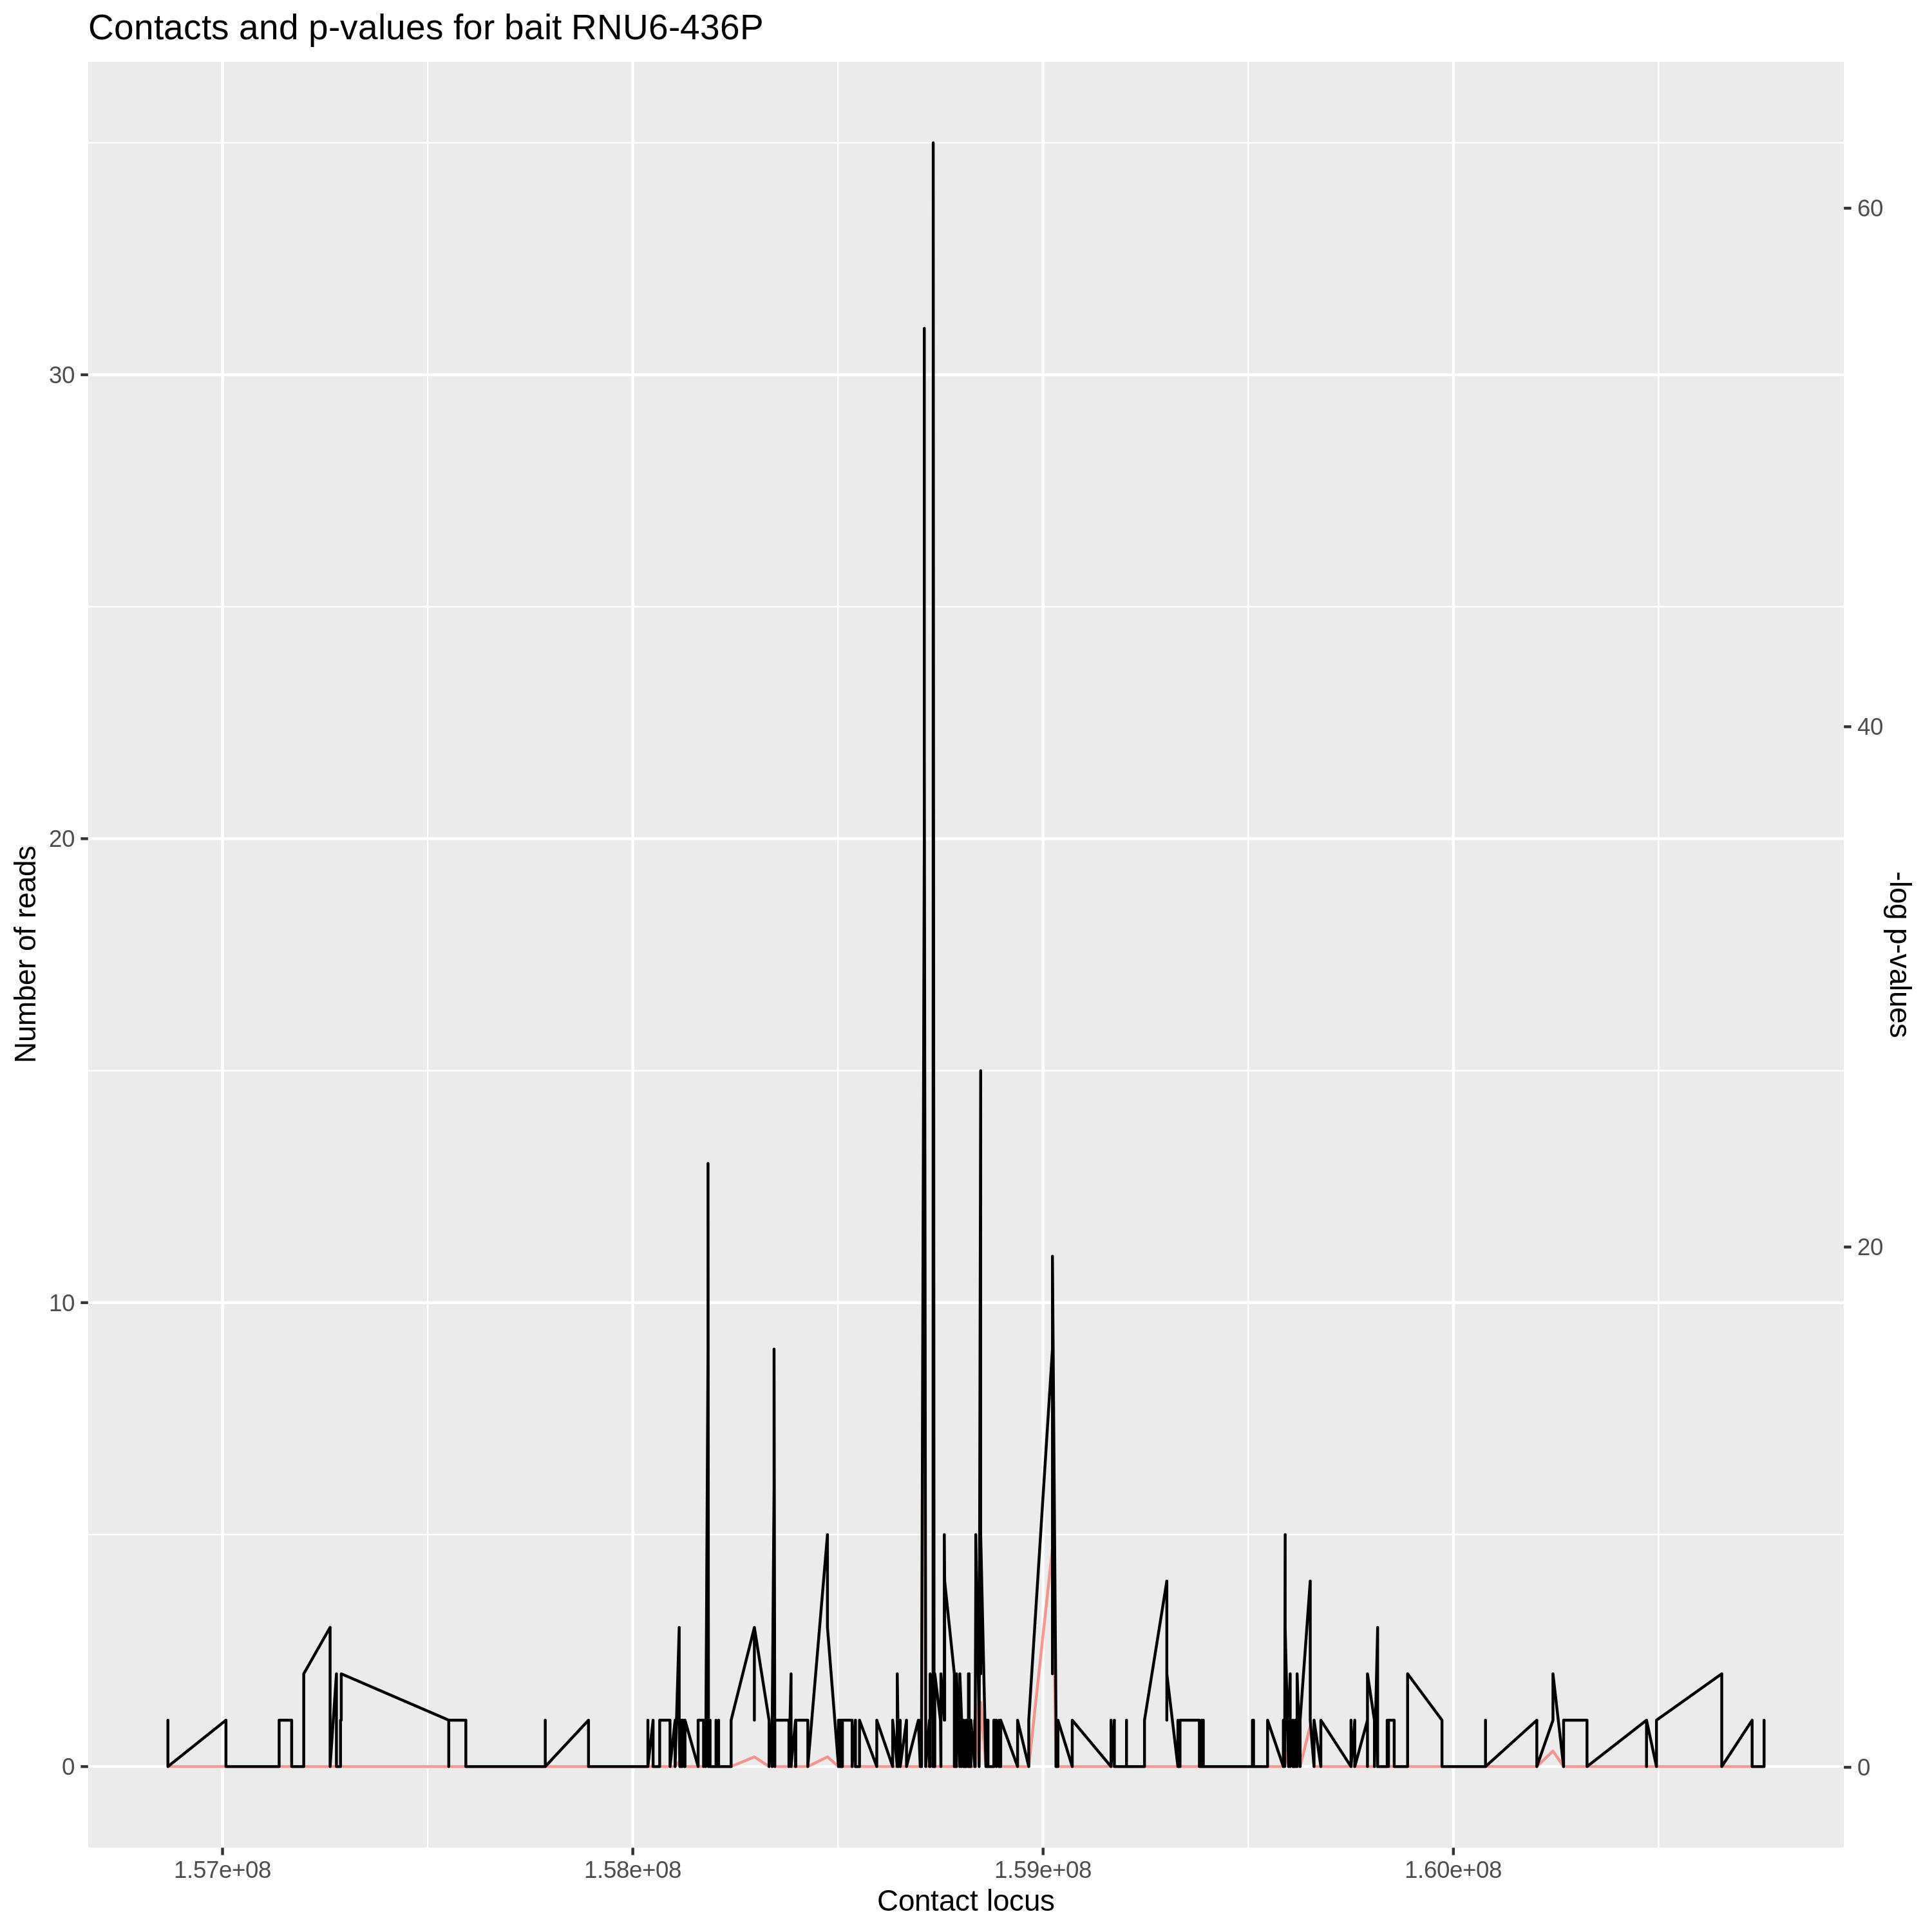 Contacts and p-values for bait RNU6-436P
30
20
10
0
Number of reads
60
40
20
0
-log p-values
1.57e+08
1.58e+08
1.59e+08
1.60e+08
Contact locus